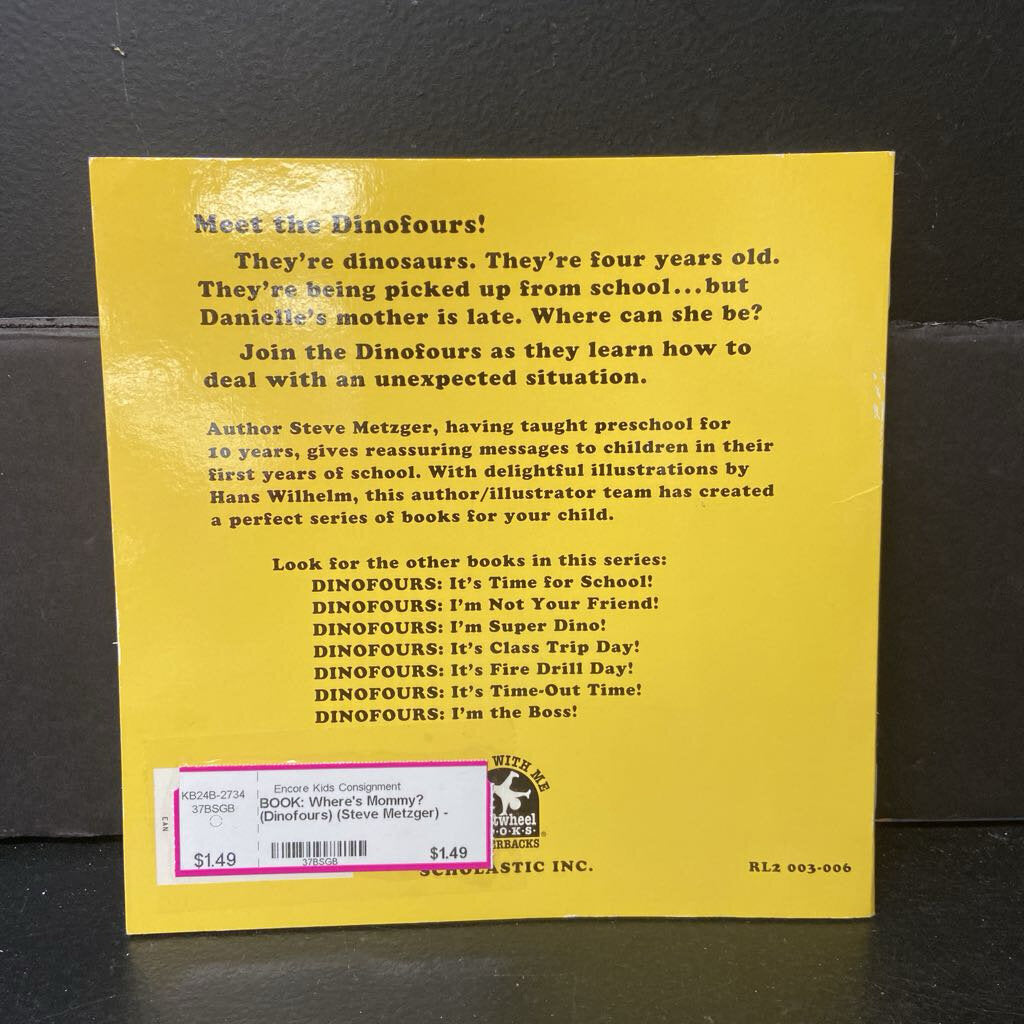 Meet the Dinofours!
They're dinosaurs. They're four years old.
They're being picked up from school...but
Danielle's mother is late. Where can she be?
Join the Dinofours as they learn how to
deal with an unexpected situation.
Author Steve Metzger, having taught preschool for
10 years, gives reassuring messages to children in their
first years of school. With delightful illustrations by
Hans Wilhelm, this author/illustrator team has created
a perfect series of books for your child.
Look for the other books in this series:
DINOFOURS: It's Time for School!
DINOFOURS: I'm Not Your Friend!
DINOFOURS: I'm Super Dino!
DINOFOURS: It's Class Trip Day!
DINOFOURS: It's Fire Drill Day!
DINOFOURS: It's Time-Out Time!
DINOFOURS: I'm the Boss!
WITH ME
twheel
OKS
®
ERBACKS
SCHOLASTIC INC.
RL2 003-006
EAN
KB24B-2734
37BSGB
$1.49
Encore Kids Consignment
BOOK: Where's Mommy?
(Dinofours) (Steve Metzger) -
37BSGB
$1.49